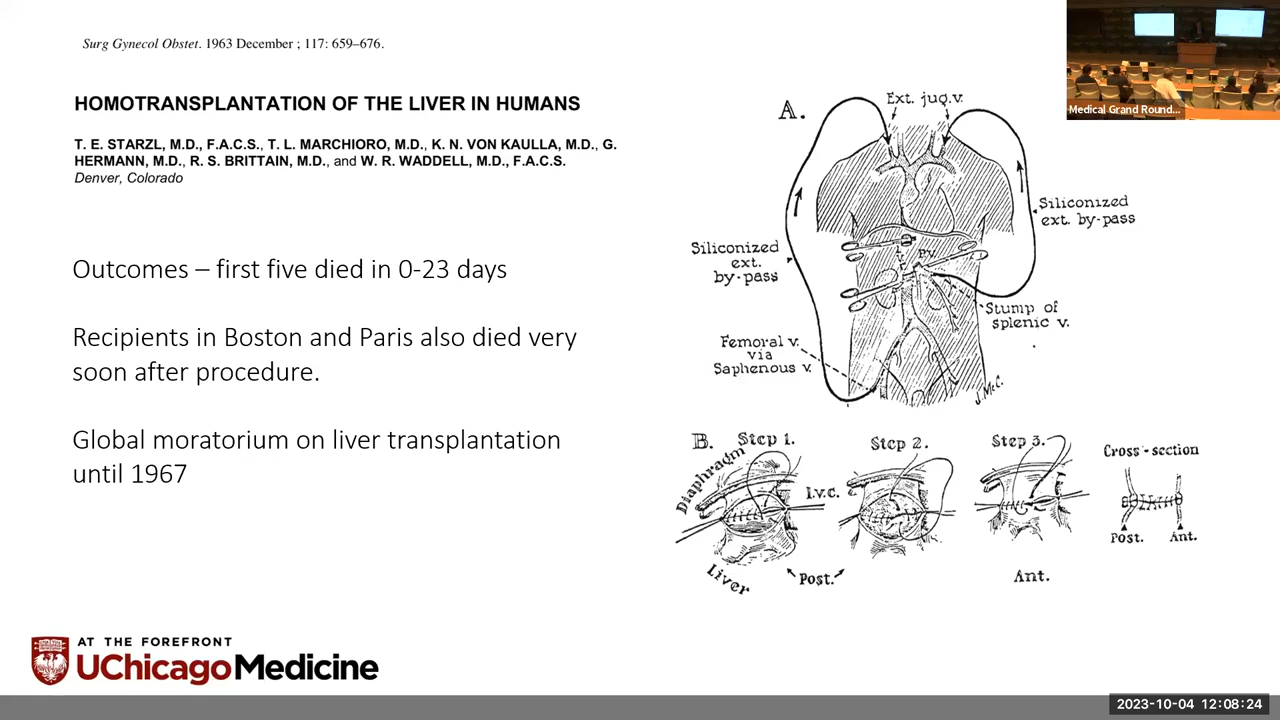 Surg Gynecol Obstet. 1963 December ; 117: 659–676.
HOMOTRANSPLANTATION OF THE LIVER IN HUMANS
T. E. STARZL, M.D., F.A.C.S., T. L. MARCHIORO, M.D., K. N. VON KAULLA, M.D., G.
HERMANN, M.D., R. S. BRITTAIN, M.D., and W. R. WADDELL, M.D., F.A.C.S.
Denver, Colorado
Outcomes – first five died in 0-23 days
Recipients in Boston and Paris also died very
soon after procedure.
Global moratorium on liver transplantation
until 1967
Medical Grand Round...
A.
Ext. jug. v.
Siliconized
ext. by-pass
Siliconized
ext.
by-pass
P.V.
Stump of
splenic v.
Femoral v.
via
Saphenous v.
J. McC.
B.
Step 1.
Step 2.
Step 3.
Cross-section
Diaphragm
I.v.c.
Liver
Post.
Ant.
Post.
Ant.
AT THE FOREFRONT
UChicagoMedicine
2023-10-04 12:08:24